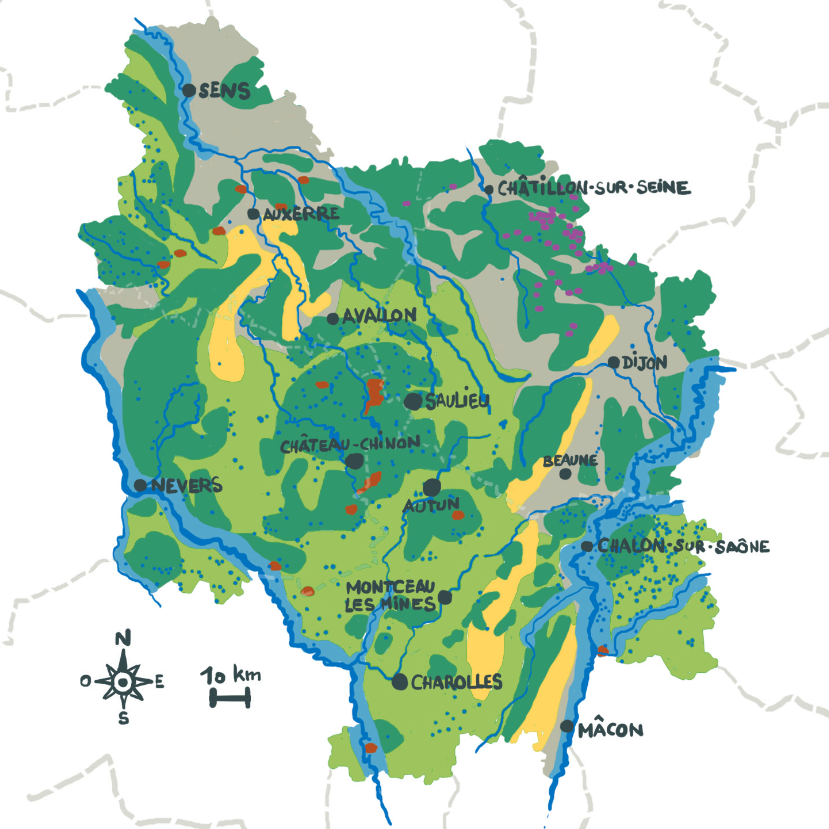 SENS
CHÂTILLON·SUR·SEINE
AUXERRE
AVALLON
DIJON
SAULIEU
CHÂTEAU-CHINON
BEAUNE
NEVERS
AUTUN
CHALON·SUR·SAÔNE
MONTCEAU
LES MINES
N
O E
S
10 km
CHAROLLES
MÂCON